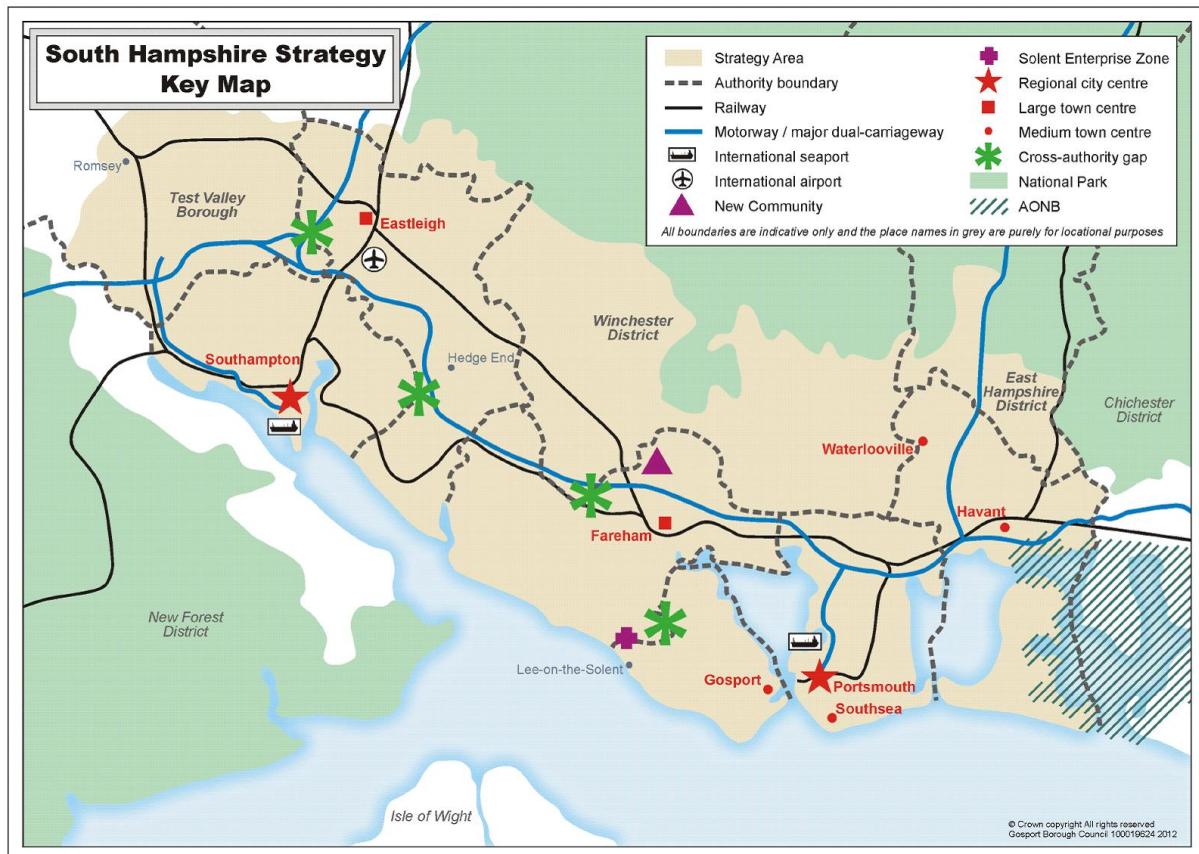 South Hampshire Strategy
Key Map
Strategy Area
Authority boundary
Railway
Motorway / major dual-carriageway
International seaport
International airport
New Community
Solent Enterprise Zone
Regional city centre
Large town centre
Medium town centre
Cross-authority gap
National Park
AONB
All boundaries are indicative only and the place names in grey are purely for locational purposes
Romsey
Test Valley
Borough
Eastleigh
Winchester
District
Southampton
Hedge End
East
Hampshire
District
Chichester
District
Waterlooville
Havant
Fareham
New Forest
District
Lee-on-the-Solent
Gosport
Portsmouth
Southsea
Isle of Wight
© Crown copyright All rights reserved
Gosport Borough Council 100019624 2012